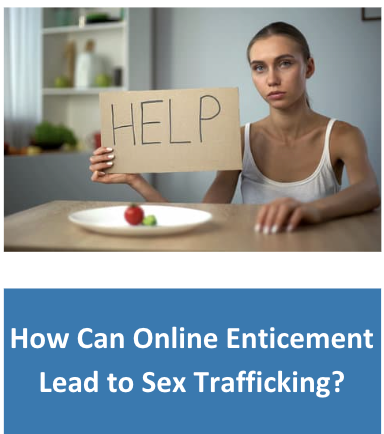 HELP
How Can Online Enticement
Lead to Sex Trafficking?